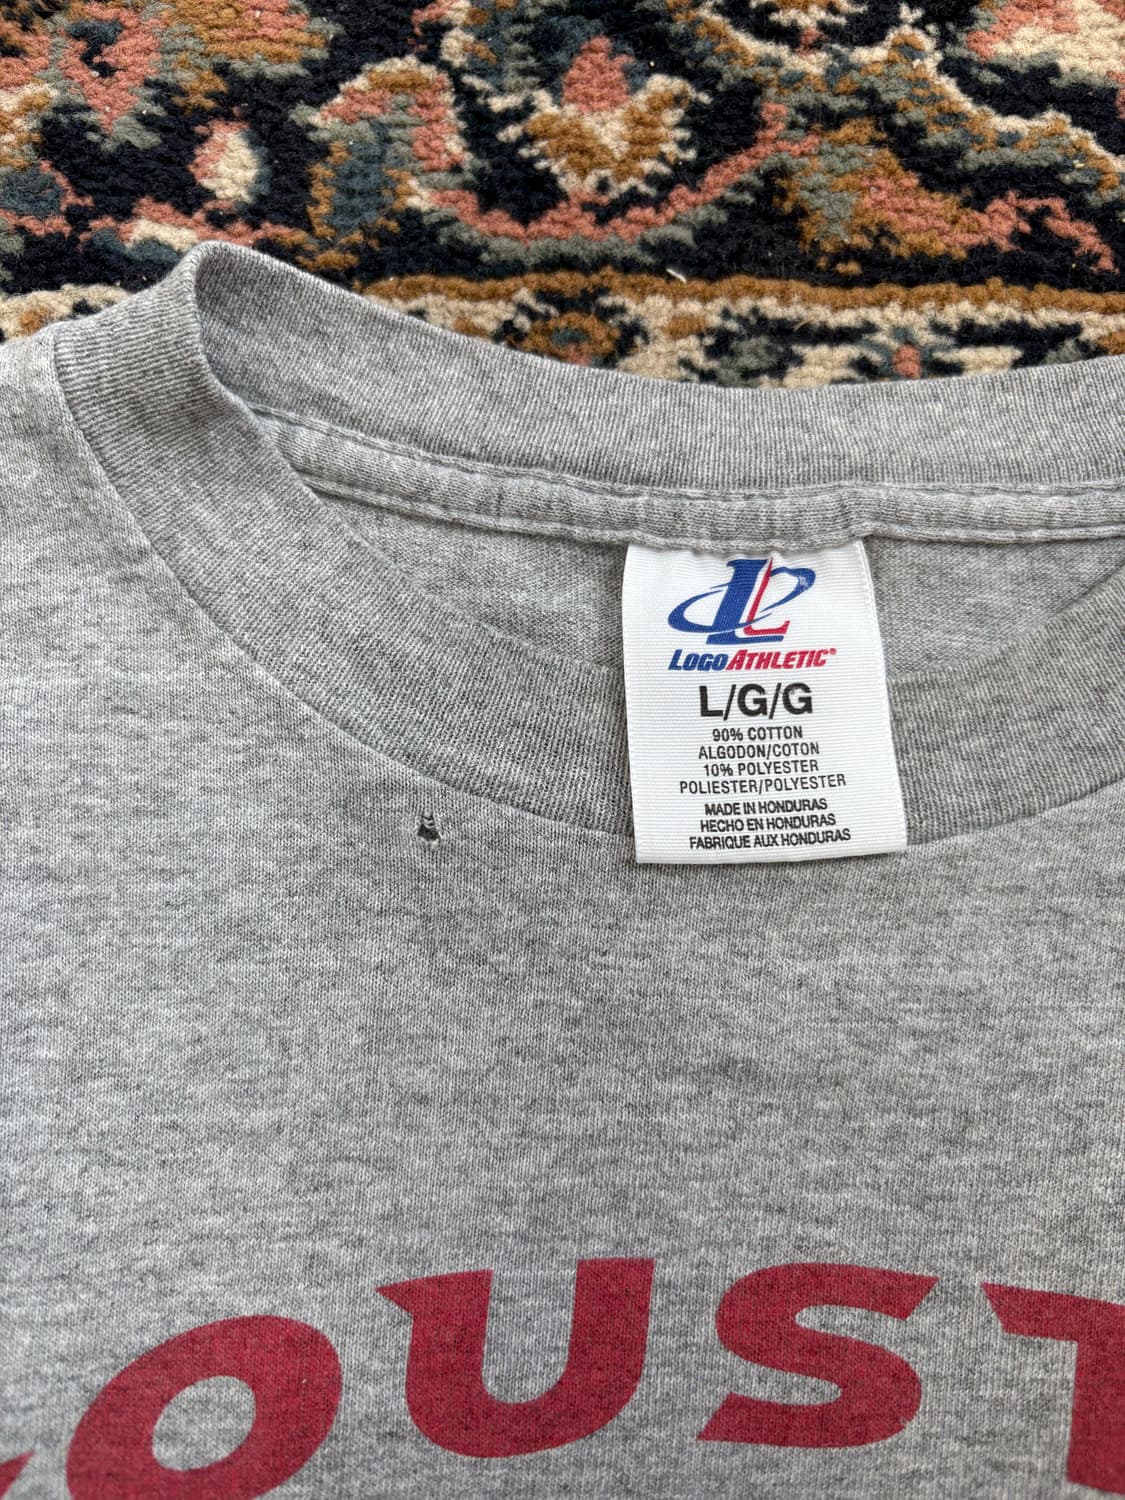 LOGO ATHLETIC®
L/G/G
90% COTTON
ALGODON/COTON
10% POLYESTER
POLIESTER/POLYESTER
MADE IN HONDURAS
HECHO EN HONDURAS
FABRIQUE AUX HONDURAS
OUST